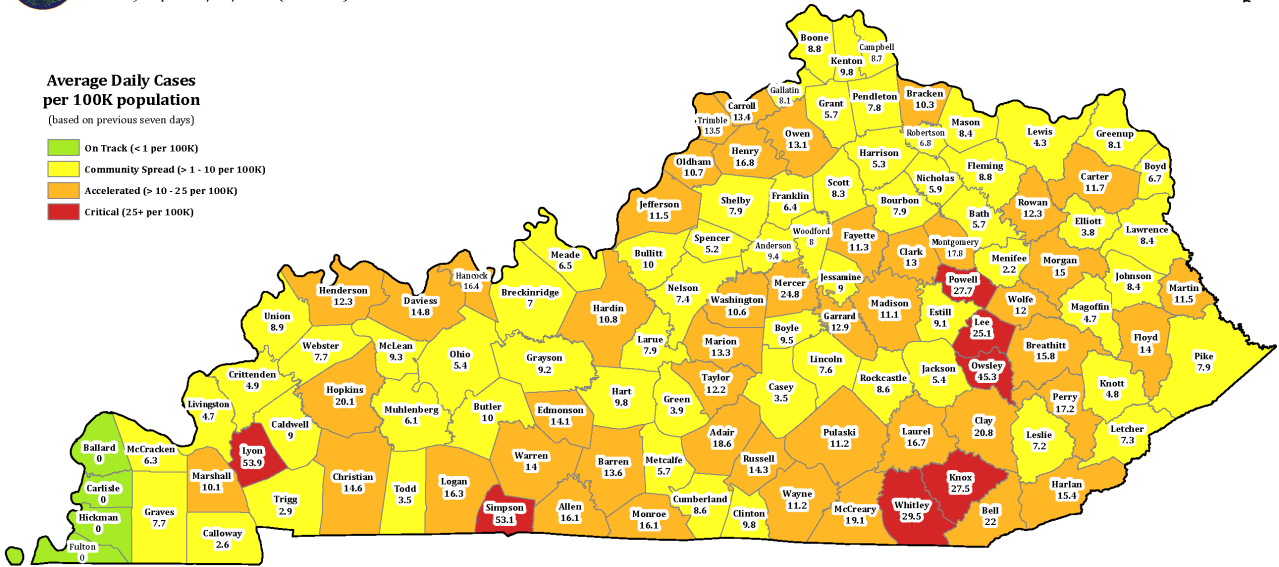 Average Daily Cases
per 100K population
(based on previous seven days)
On Track (< 1 per 100K)
Community Spread (> 1 - 10 per 100K)
Accelerated (> 10 - 25 per 100K)
Critical (25+ per 100K)
Boone
8.8
Kenton
9.8
Campbell
8.7
Gallatin
8.1
Grant
5.7
Pendleton
7.8
Bracken
10.3
Carroll
13.4
Trimble
13.5
Owen
13.1
Henry
16.8
Oldham
10.7
Robertson
6.8
Mason
8.4
Lewis
4.3
Greenup
8.1
Boyd
6.7
Harrison
5.3
Fleming
8.8
Carter
11.7
Nicholas
5.9
Scott
8.3
Rowan
12.3
Jefferson
11.5
Shelby
7.9
Franklin
6.4
Bourbon
7.9
Bath
5.7
Elliott
3.8
Lawrence
8.4
Spencer
5.2
Anderson
9.4
Woodford
8
Fayette
11.3
Clark
13
Montgomery
17.8
Menifee
2.2
Morgan
15
Johnson
8.4
Martin
11.5
Meade
6.5
Bullitt
10
Hancock
16.4
Breckinridge
7
Hardin
10.8
Nelson
7.4
Washington
10.6
Mercer
24.8
Jessamine
9
Garrard
12.9
Madison
11.1
Powell
27.7
Estill
9.1
Wolfe
12
Lee
25.1
Magoffin
4.7
Floyd
14
Pike
7.9
Henderson
12.3
Daviess
14.8
Union
8.9
Webster
7.7
McLean
9.3
Ohio
5.4
Grayson
9.2
Larue
7.9
Marion
13.3
Boyle
9.5
Lincoln
7.6
Rockcastle
8.6
Jackson
5.4
Owsley
45.3
Breathitt
15.8
Knott
4.8
Perry
17.2
Letcher
7.3
Crittenden
4.9
Livingston
4.7
Hopkins
20.1
Muhlenberg
6.1
Butler
10
Edmonson
14.1
Hart
9.8
Green
3.9
Taylor
12.2
Casey
3.5
Adair
18.6
Pulaski
11.2
Laurel
16.7
Clay
20.8
Leslie
7.2
Harlan
15.4
Caldwell
9
Lyon
53.9
Ballard
0
McCracken
6.3
Carlisle
0
Marshall
10.1
Hickman
0
Graves
7.7
Fulton
0
Calloway
2.6
Trigg
2.9
Christian
14.6
Todd
3.5
Logan
16.3
Warren
14
Simpson
53.1
Allen
16.1
Barren
13.6
Metcalfe
5.7
Monroe
16.1
Cumberland
8.6
Russell
14.3
Clinton
9.8
Wayne
11.2
McCreary
19.1
Whitley
29.5
Knox
27.5
Bell
22